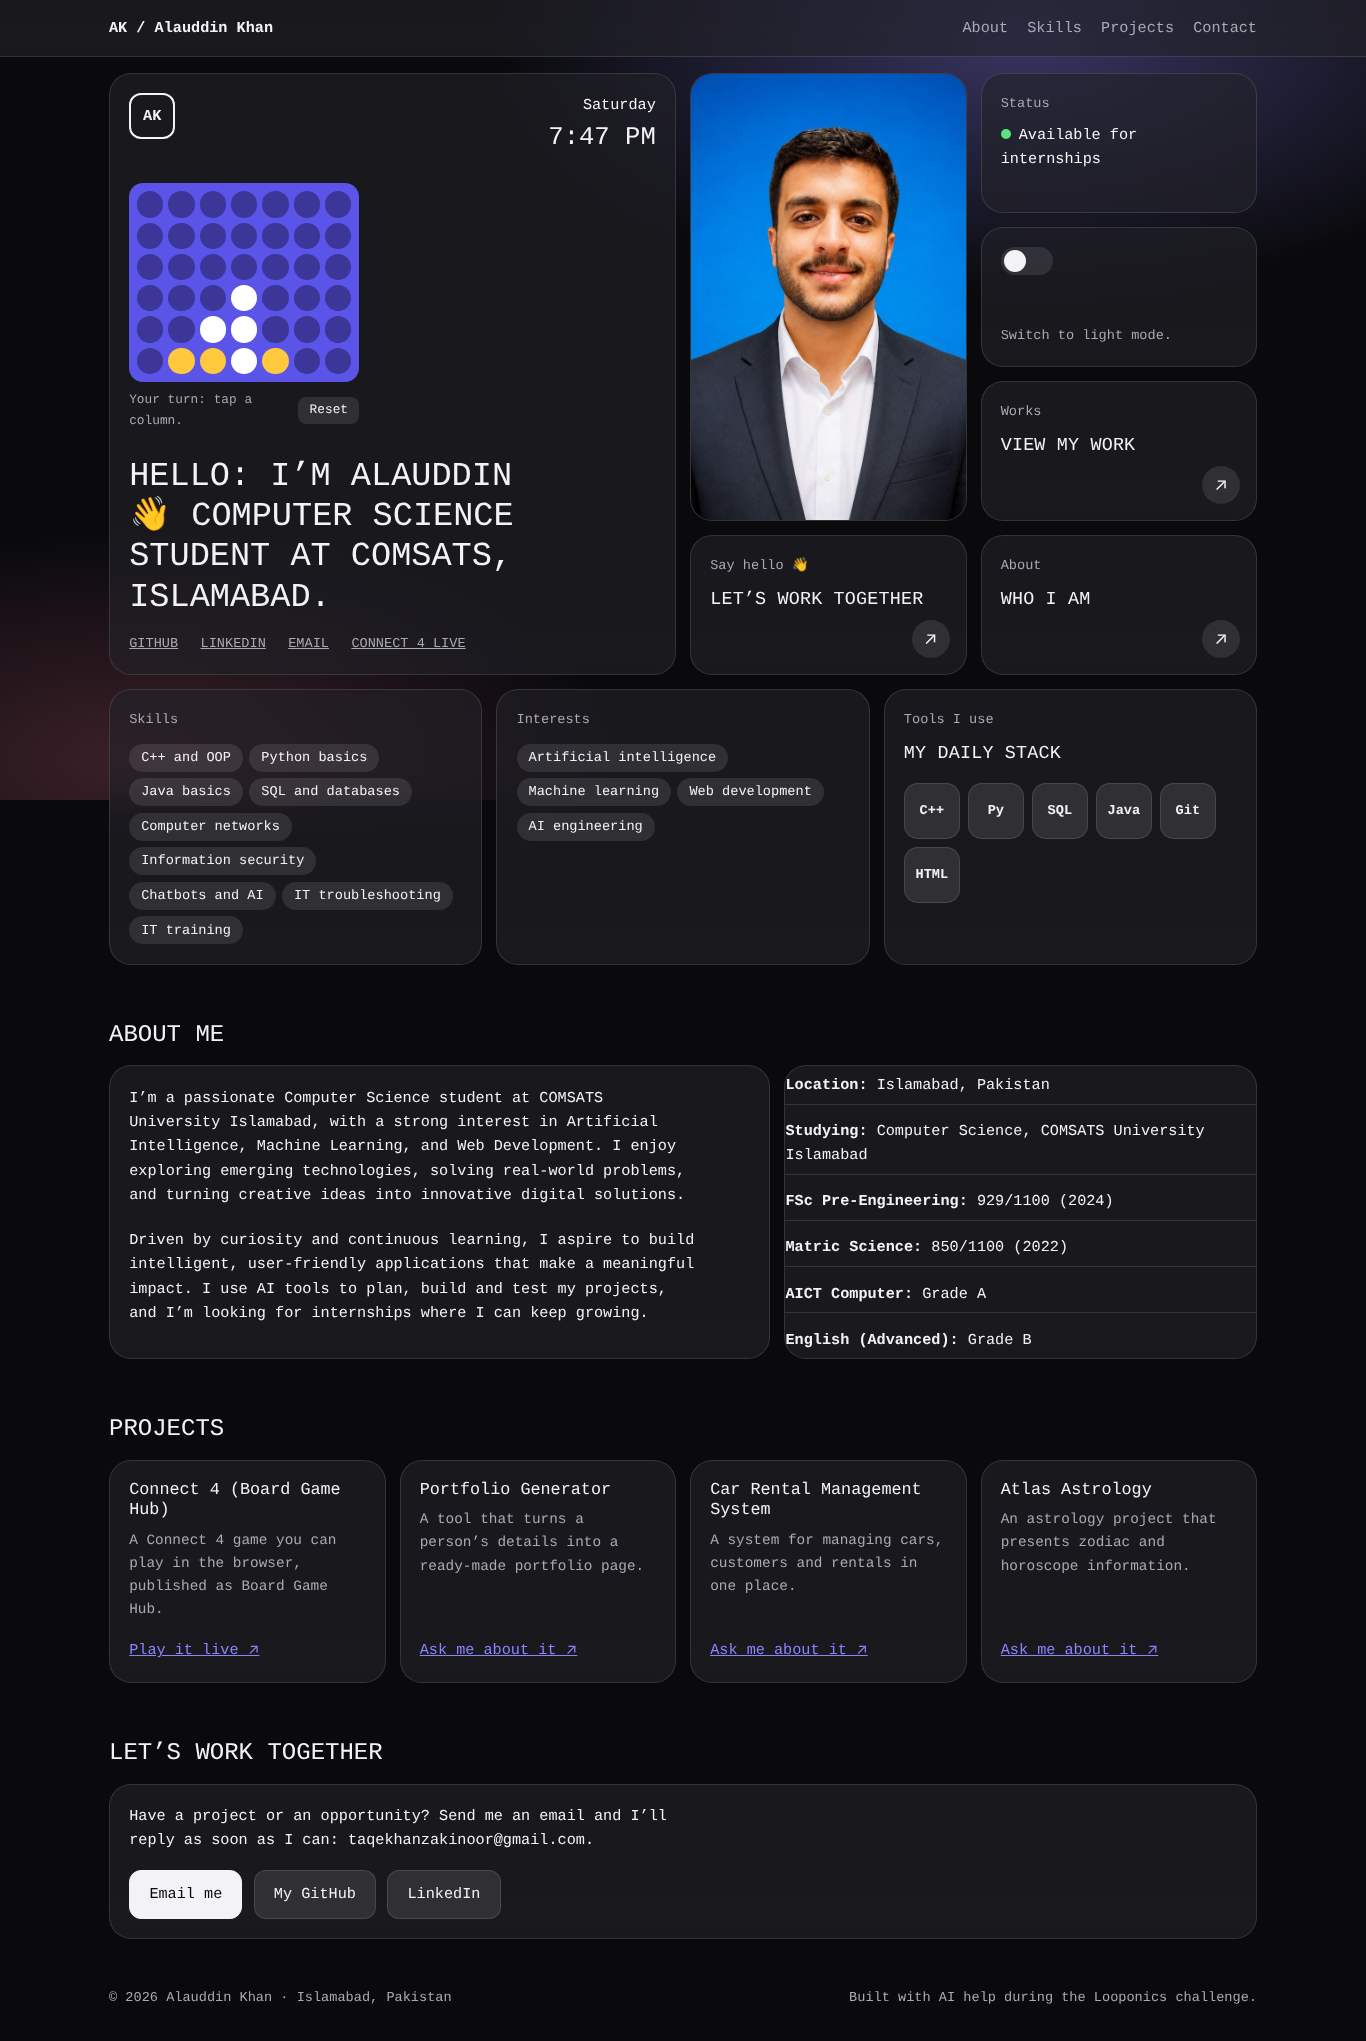 AK / Alauddin Khan
About Skills Projects Contact
AK
Saturday
7:47 PM
Your turn: tap a
column.
Reset
HELLO: I’M ALAUDDIN
👋 COMPUTER SCIENCE
STUDENT AT COMSATS,
ISLAMABAD.
GITHUB LINKEDIN EMAIL CONNECT 4 LIVE
Status
Available for
internships
Switch to light mode.
Works
VIEW MY WORK
Say hello 👋
LET’S WORK TOGETHER
About
WHO I AM
Skills
C++ and OOP Python basics
Java basics SQL and databases
Computer networks
Information security
Chatbots and AI IT troubleshooting
IT training
Interests
Artificial intelligence
Machine learning Web development
AI engineering
Tools I use
MY DAILY STACK
C++ Py SQL Java Git
HTML
ABOUT ME
I’m a passionate Computer Science student at COMSATS
University Islamabad, with a strong interest in Artificial
Intelligence, Machine Learning, and Web Development. I enjoy
exploring emerging technologies, solving real-world problems,
and turning creative ideas into innovative digital solutions.
Driven by curiosity and continuous learning, I aspire to build
intelligent, user-friendly applications that make a meaningful
impact. I use AI tools to plan, build and test my projects,
and I’m looking for internships where I can keep growing.
Location: Islamabad, Pakistan
Studying: Computer Science, COMSATS University
Islamabad
FSc Pre-Engineering: 929/1100 (2024)
Matric Science: 850/1100 (2022)
AICT Computer: Grade A
English (Advanced): Grade B
PROJECTS
Connect 4 (Board Game
Hub)
A Connect 4 game you can
play in the browser,
published as Board Game
Hub.
Play it live ↗
Portfolio Generator
A tool that turns a
person’s details into a
ready-made portfolio page.
Ask me about it ↗
Car Rental Management
System
A system for managing cars,
customers and rentals in
one place.
Ask me about it ↗
Atlas Astrology
An astrology project that
presents zodiac and
horoscope information.
Ask me about it ↗
LET’S WORK TOGETHER
Have a project or an opportunity? Send me an email and I’ll
reply as soon as I can: taqekhanzakinoor@gmail.com.
Email me My GitHub LinkedIn
© 2026 Alauddin Khan · Islamabad, Pakistan
Built with AI help during the Looponics challenge.